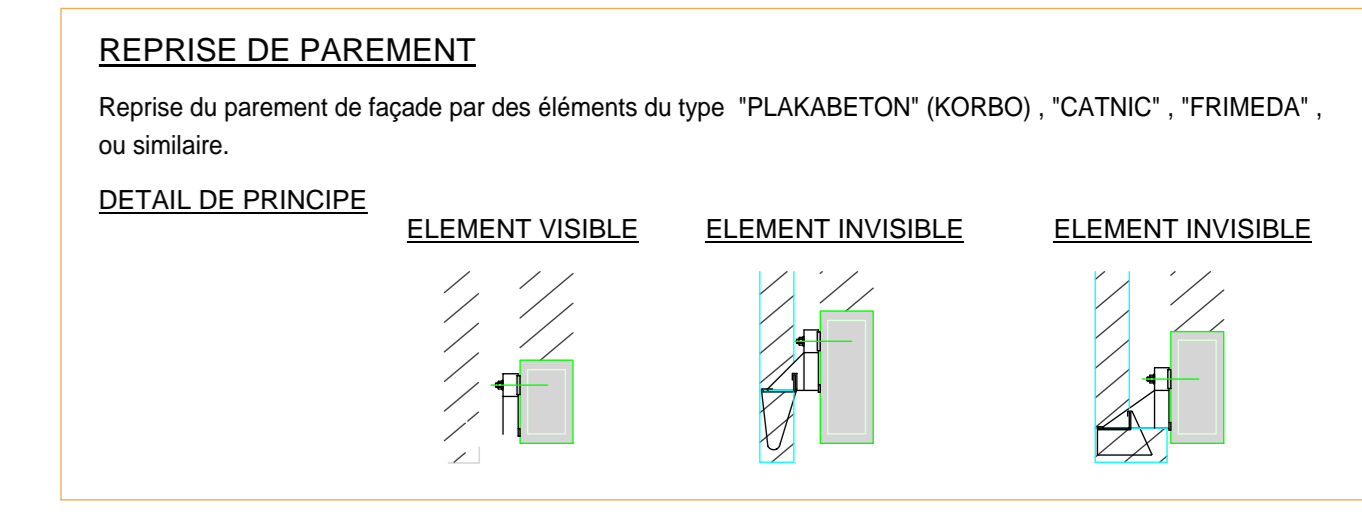 REPRISE DE PAREMENT
Reprise du parement de façade par des éléments du type "PLAKABETON" (KORBO) , "CATNIC" , "FRIMEDA" ,
ou similaire.
DETAIL DE PRINCIPE
ELEMENT VISIBLE
ELEMENT INVISIBLE
ELEMENT INVISIBLE